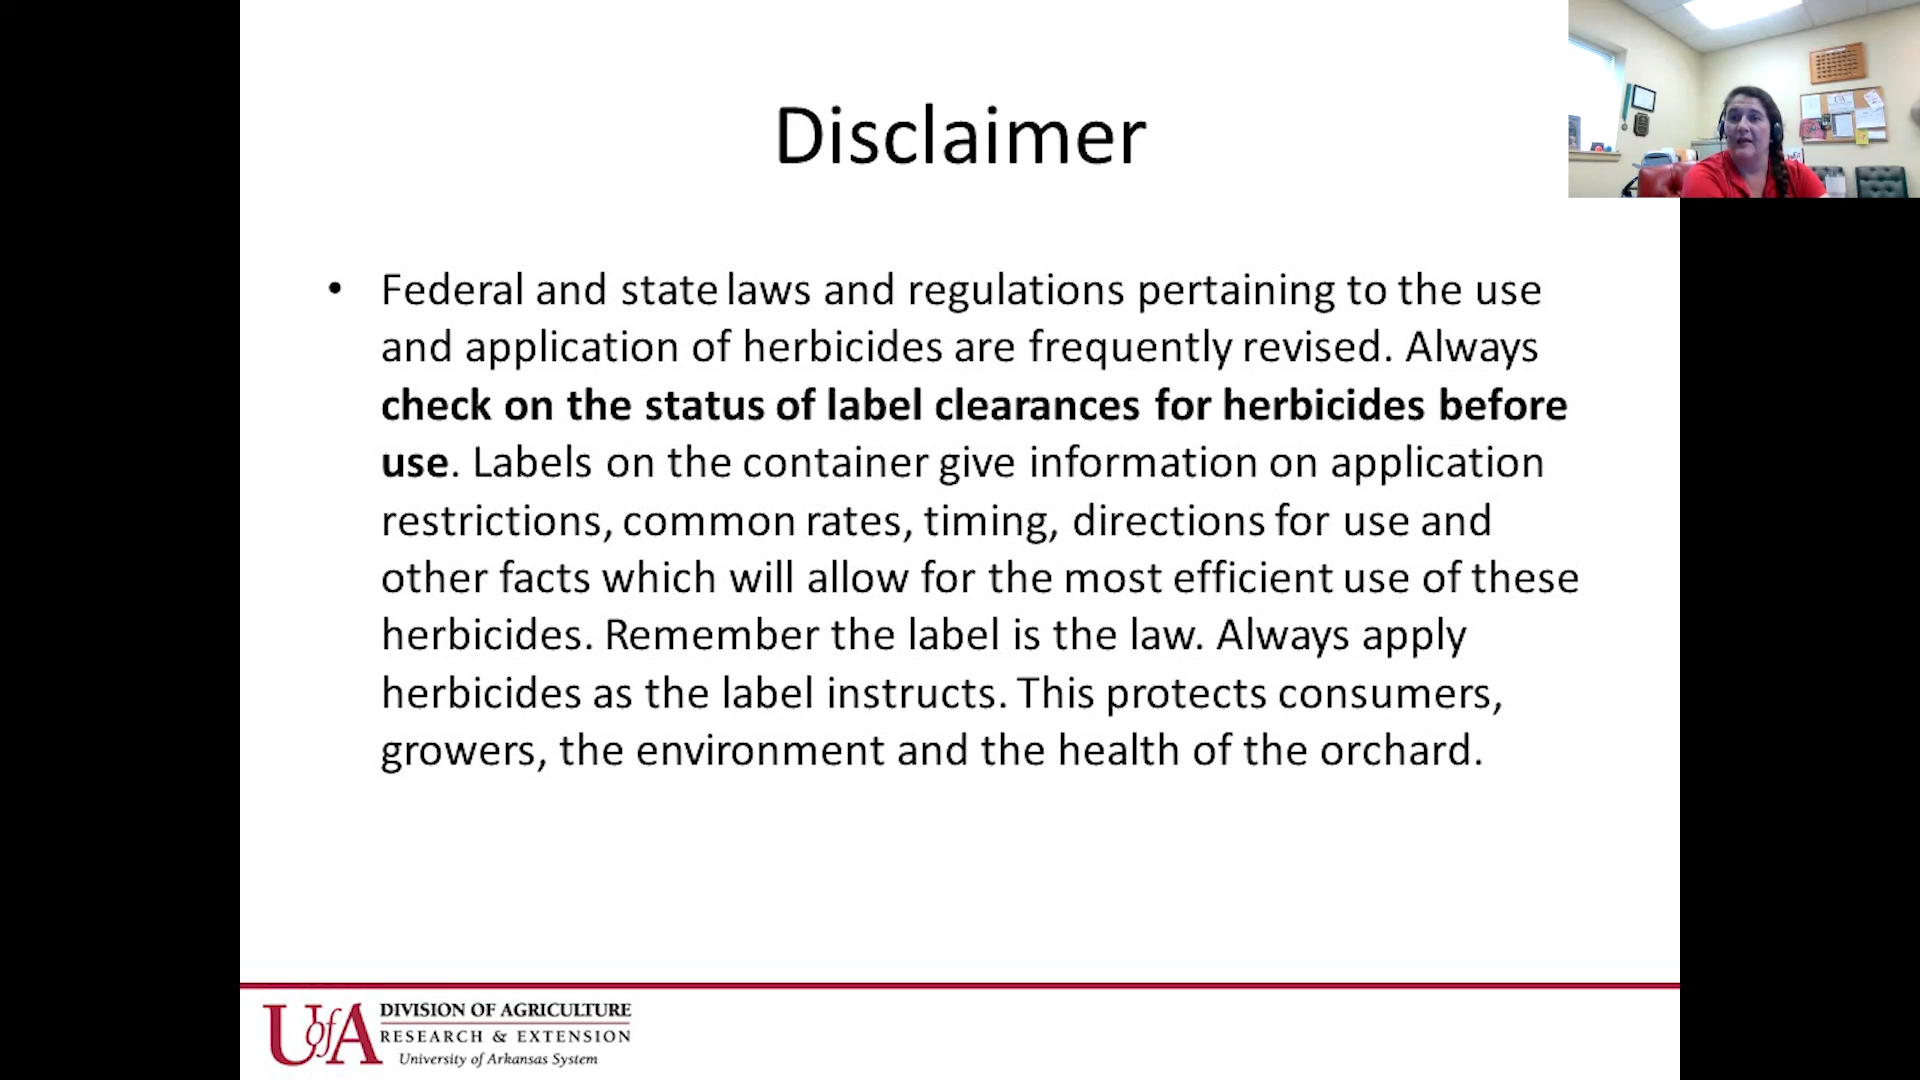 Disclaimer
• Federal and state laws and regulations pertaining to the use
and application of herbicides are frequently revised. Always
check on the status of label clearances for herbicides before
use. Labels on the container give information on application
restrictions, common rates, timing, directions for use and
other facts which will allow for the most efficient use of these
herbicides. Remember the label is the law. Always apply
herbicides as the label instructs. This protects consumers,
growers, the environment and the health of the orchard.
UofA
DIVISION OF AGRICULTURE
RESEARCH & EXTENSION
University of Arkansas System